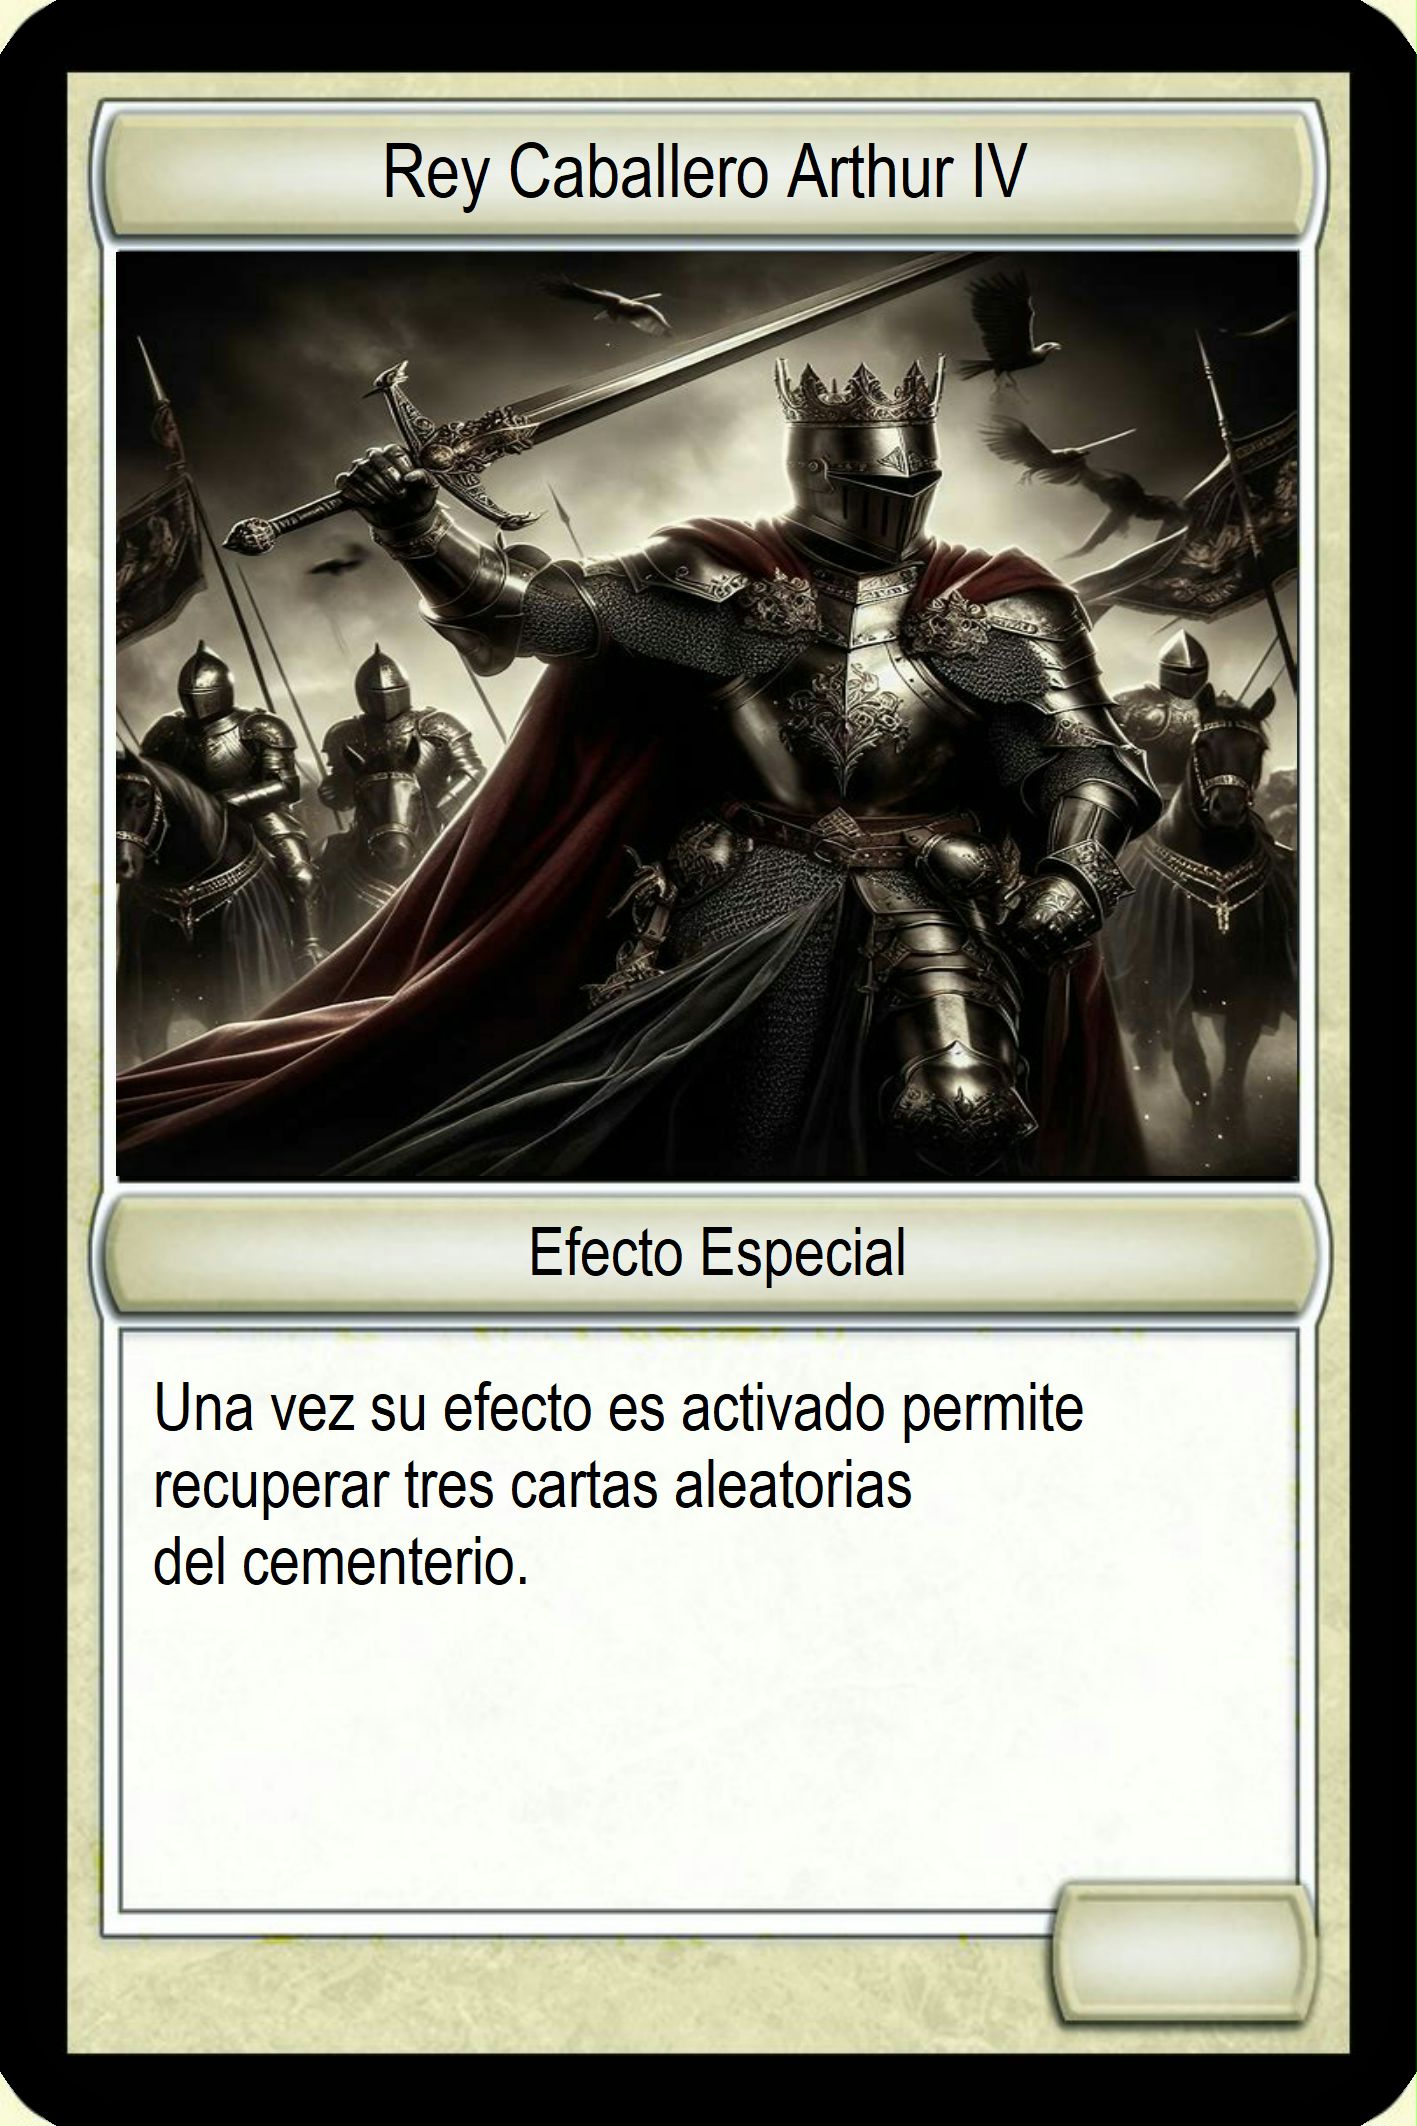 Rey Caballero Arthur IV
Efecto Especial
Una vez su efecto es activado permite
recuperar tres cartas aleatorias
del cementerio.